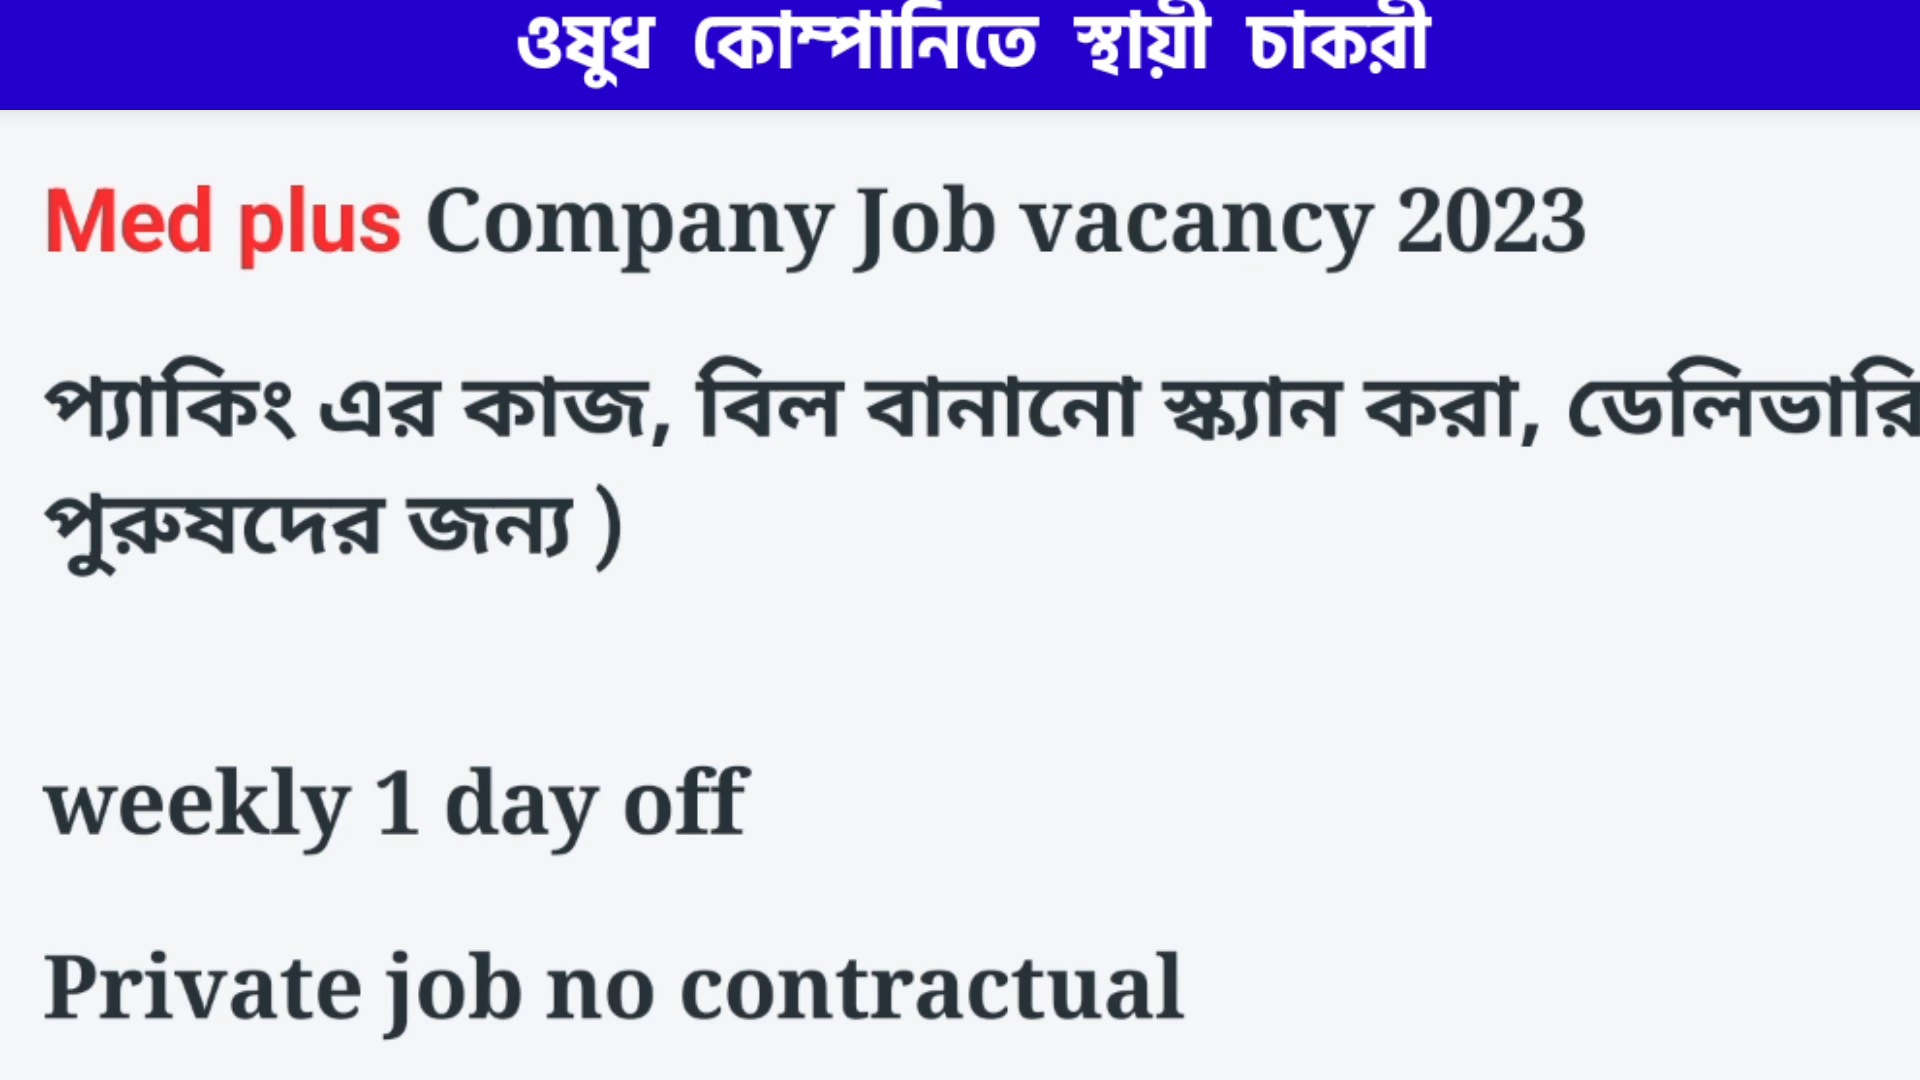 ওষুধ কোম্পানিতে স্থায়ী চাকরী
Med plus Company Job vacancy 2023
প্যাকিং এর কাজ, বিল বানানো স্ক্যান করা, ডেলিভারি
পুরুষদের জন্য )
weekly 1 day off
Private job no contractual